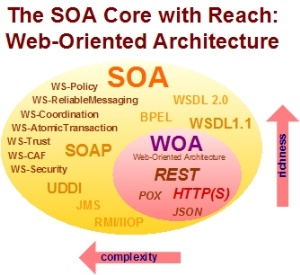 The SOA Core with Reach:
Web-Oriented Architecture
SOA
WS-Policy
WS-ReliableMessaging
WS-Coordination
WS-AtomicTransaction
WS-Trust
WS-CAF
WS-Security
SOAP
BPEL
WSDL 2.0
WSDL1.1
WOA
Web-Oriented Architecture
REST
POX
HTTP(S)
JSON
UDDI
JMS
RMI/IIOP
richness
complexity